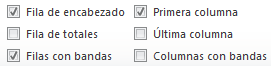 Fila de encabezado Primera columna
Fila de totales Última columna
Filas con bandas Columnas con bandas